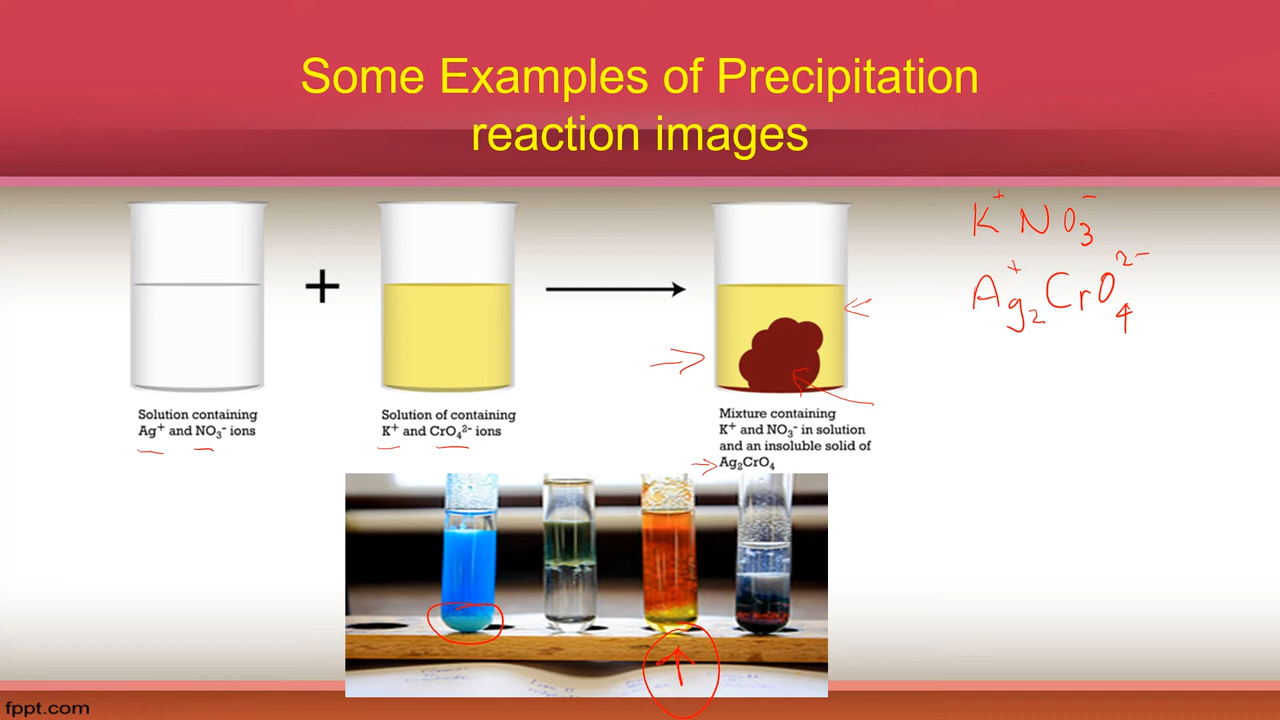 Some Examples of Precipitation
reaction images
K⁺NO₃⁻
Ag₂⁺CrO₄²⁻
+
Solution containing
Ag⁺ and NO₃⁻ ions
Solution of containing
K⁺ and CrO₄²⁻ ions
Mixture containing
K⁺ and NO₃⁻ in solution
and an insoluble solid of
Ag₂CrO₄
fppt.com